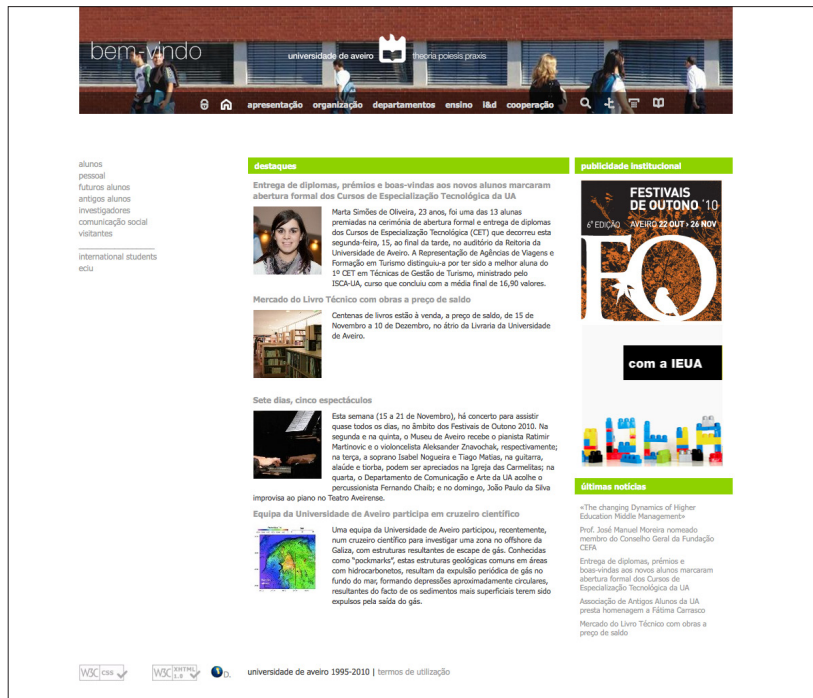 bem-vindo
universidade de aveiro
theoria poiesis praxis
apresentação organização departamentos ensino i&d cooperação
alunos
pessoal
futuros alunos
antigos alunos
investigadores
comunicação social
visitantes
international students
eciu
destaques
Entrega de diplomas, prémios e boas-vindas aos novos alunos marcaram
abertura formal dos Cursos de Especialização Tecnológica da UA
Marta Simões de Oliveira, 23 anos, foi uma das 13 alunas
premiadas na cerimónia de abertura formal e entrega de diplomas
dos Cursos de Especialização Tecnológica (CET) que decorreu esta
segunda-feira, 15, ao final da tarde, no auditório da Reitoria da
Universidade de Aveiro. A Representação de Agências de Viagens e
Formação em Turismo distinguiu-a por ter sido a melhor aluna do
1º CET em Técnicas de Gestão de Turismo, ministrado pelo
ISCA-UA, curso que concluiu com a média final de 16,90 valores.
Mercado do Livro Técnico com obras a preço de saldo
Centenas de livros estão à venda, a preço de saldo, de 15 de
Novembro a 10 de Dezembro, no átrio da Livraria da Universidade
de Aveiro.
Sete dias, cinco espectáculos
Esta semana (15 a 21 de Novembro), há concerto para assistir
quase todos os dias, no âmbito dos Festivais de Outono 2010. Na
segunda e na quinta, o Museu de Aveiro recebe o pianista Ratimir
Martinovic e o violoncelista Aleksander Znavochak, respectivamente;
na terça, a soprano Isabel Nogueira e Tiago Matias, na guitarra,
alaúde e tiorba, podem ser apreciados na Igreja das Carmelitas; na
quarta, o Departamento de Comunicação e Arte da UA acolhe o
percussionista Fernando Chaib; e no domingo, João Paulo da Silva
improvisa ao piano no Teatro Aveirense.
Equipa da Universidade de Aveiro participa em cruzeiro científico
Uma equipa da Universidade de Aveiro participou, recentemente,
num cruzeiro científico para investigar uma zona no offshore da
Galiza, com estruturas resultantes de escape de gás. Conhecidas
como "pockmarks", estas estruturas geológicas comuns em áreas
com hidrocarbonetos, resultam da expulsão periódica de gás no
fundo do mar, formando depressões aproximadamente circulares,
resultantes do facto de os sedimentos mais superficiais terem sido
expulsos pela saída do gás.
publicidade institucional
FESTIVAIS
DE OUTONO '10
6ª EDIÇÃO AVEIRO 22 OUT > 26 NOV
FO
com a IEUA
últimas notícias
«The changing Dynamics of Higher
Education Middle Management»
Prof. José Manuel Moreira nomeado
membro do Conselho Geral da Fundação
CEFA
Entrega de diplomas, prémios e
boas-vindas aos novos alunos marcaram
abertura formal dos Cursos de
Especialização Tecnológica da UA
Associação de Antigos Alunos da UA
presta homenagem a Fátima Carrasco
Mercado do Livro Técnico com obras a
preço de saldo
W3C css
W3C XHTML 1.0
D.
universidade de aveiro 1995-2010 | termos de utilização